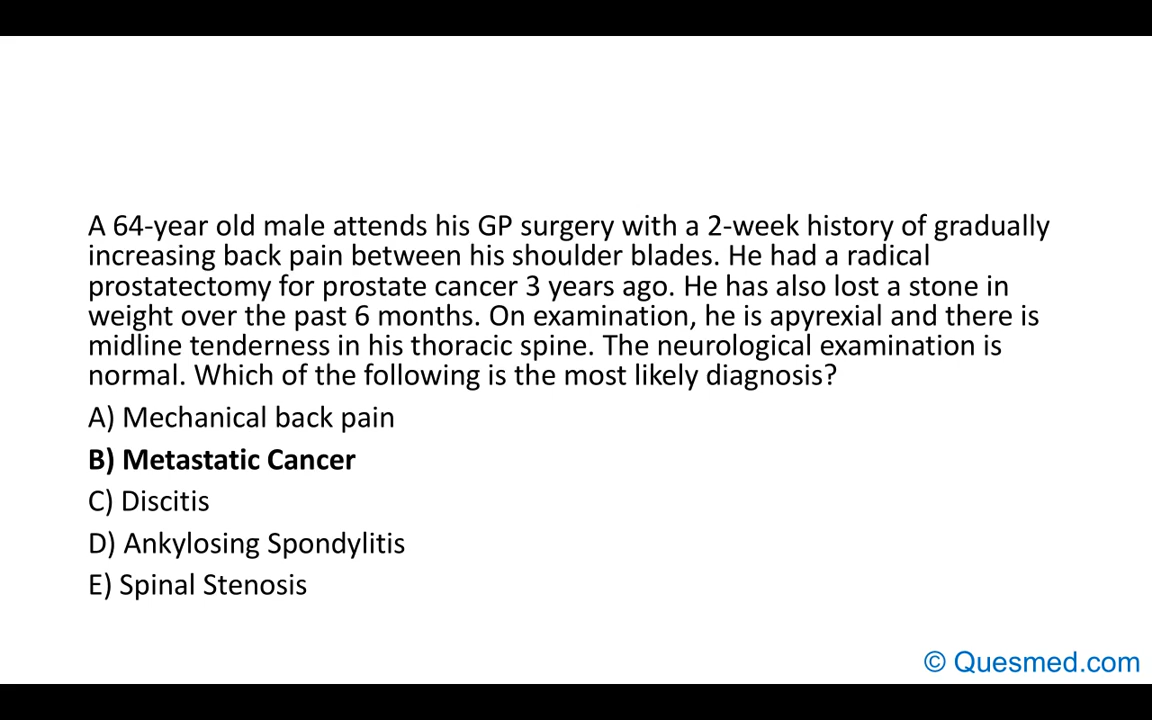 A 64-year old male attends his GP surgery with a 2-week history of gradually
increasing back pain between his shoulder blades. He had a radical
prostatectomy for prostate cancer 3 years ago. He has also lost a stone in
weight over the past 6 months. On examination, he is apyrexial and there is
midline tenderness in his thoracic spine. The neurological examination is
normal. Which of the following is the most likely diagnosis?
A) Mechanical back pain
B) Metastatic Cancer
C) Discitis
D) Ankylosing Spondylitis
E) Spinal Stenosis
© Quesmed.com